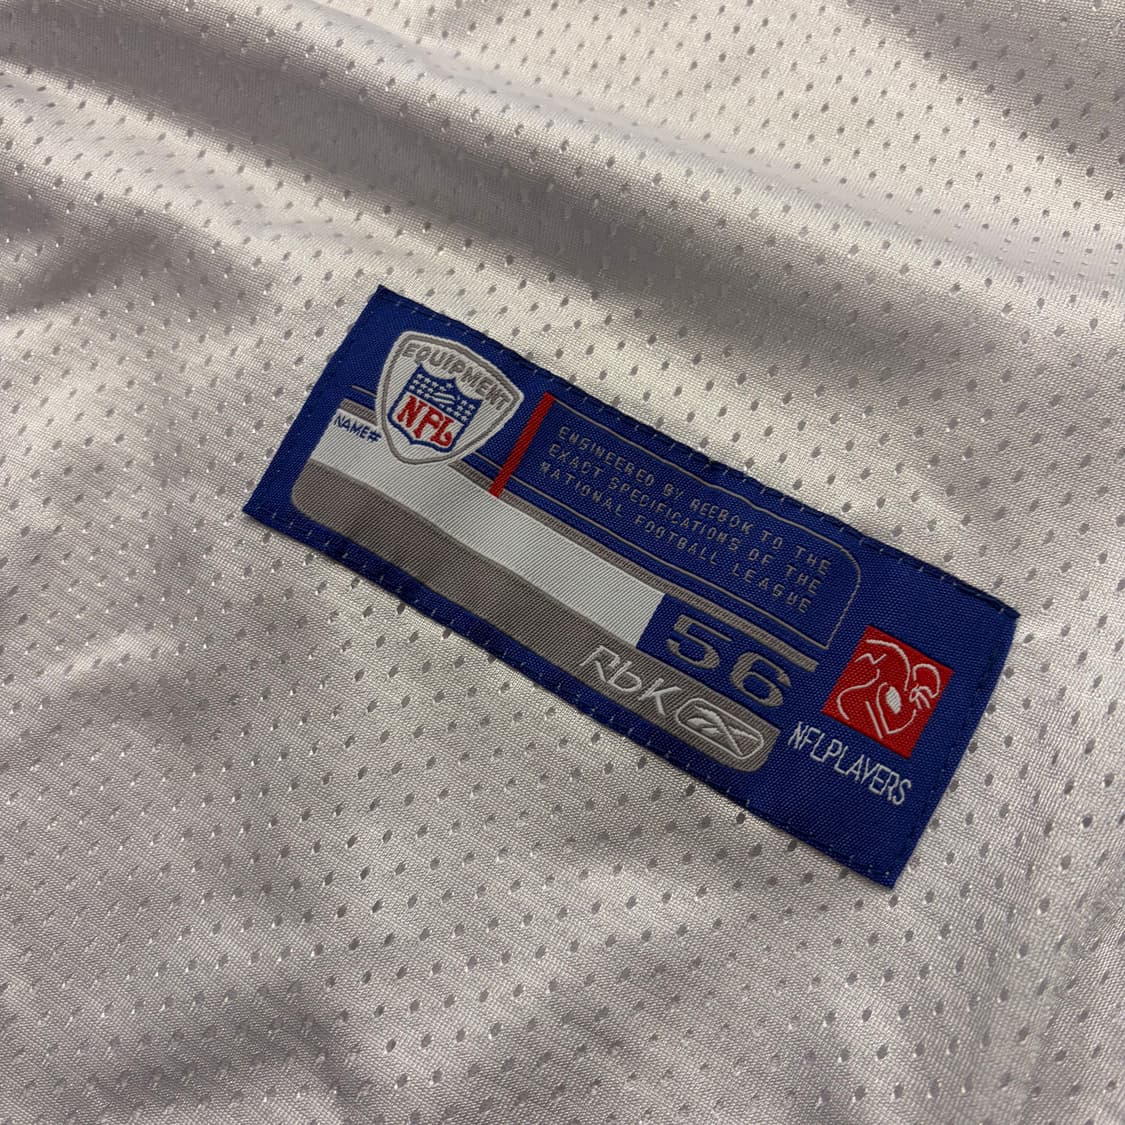 EQUIPMENT
NFL
NAME#
ENGINEERED BY REEBOK TO THE
EXACT SPECIFICATIONS OF THE
NATIONAL FOOTBALL LEAGUE
56
RbK
NFLPLAYERS